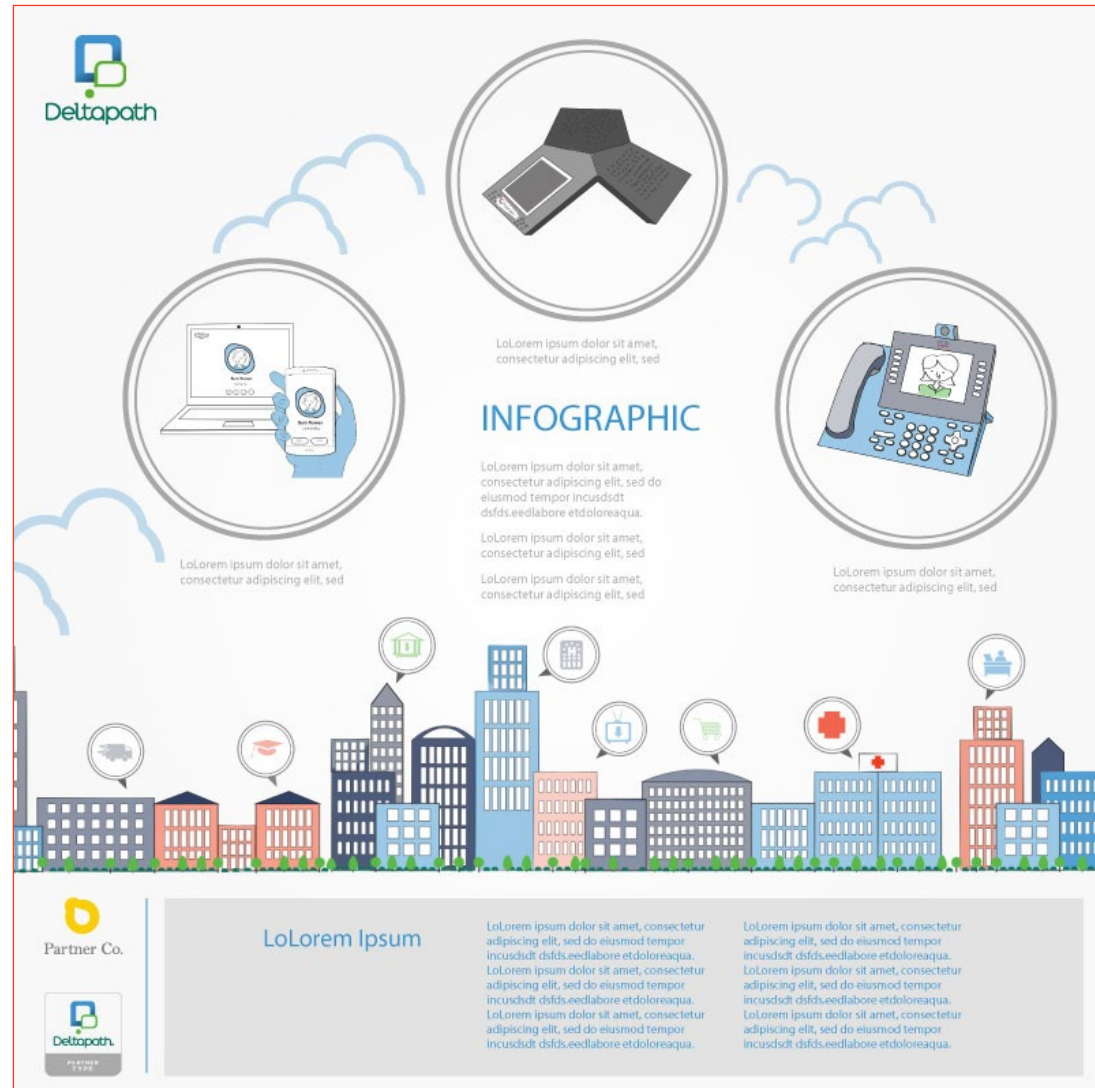 Deltapath
LoLorem ipsum dolor sit amet,
consectetur adipiscing elit, sed
INFOGRAPHIC
LoLorem ipsum dolor sit amet,
consectetur adipiscing elit, sed do
eiusmod tempor incusdsdt
dsfds.eedlabore etdoloreaqua.
LoLorem ipsum dolor sit amet,
consectetur adipiscing elit, sed
LoLorem ipsum dolor sit amet,
consectetur adipiscing elit, sed
LoLorem ipsum dolor sit amet,
consectetur adipiscing elit, sed
LoLorem ipsum dolor sit amet,
consectetur adipiscing elit, sed
Partner Co.
Deltapath.
PARTNER
TYPE
LoLorem Ipsum
LoLorem ipsum dolor sit amet, consectetur
adipiscing elit, sed do eiusmod tempor
incusdsdt dsfds.eedlabore etdoloreaqua.
LoLorem ipsum dolor sit amet, consectetur
adipiscing elit, sed do eiusmod tempor
incusdsdt dsfds.eedlabore etdoloreaqua.
LoLorem ipsum dolor sit amet, consectetur
adipiscing elit, sed do eiusmod tempor
incusdsdt dsfds.eedlabore etdoloreaqua.
LoLorem ipsum dolor sit amet, consectetur
adipiscing elit, sed do eiusmod tempor
incusdsdt dsfds.eedlabore etdoloreaqua.
LoLorem ipsum dolor sit amet, consectetur
adipiscing elit, sed do eiusmod tempor
incusdsdt dsfds.eedlabore etdoloreaqua.
LoLorem ipsum dolor sit amet, consectetur
adipiscing elit, sed do eiusmod tempor
incusdsdt dsfds.eedlabore etdoloreaqua.